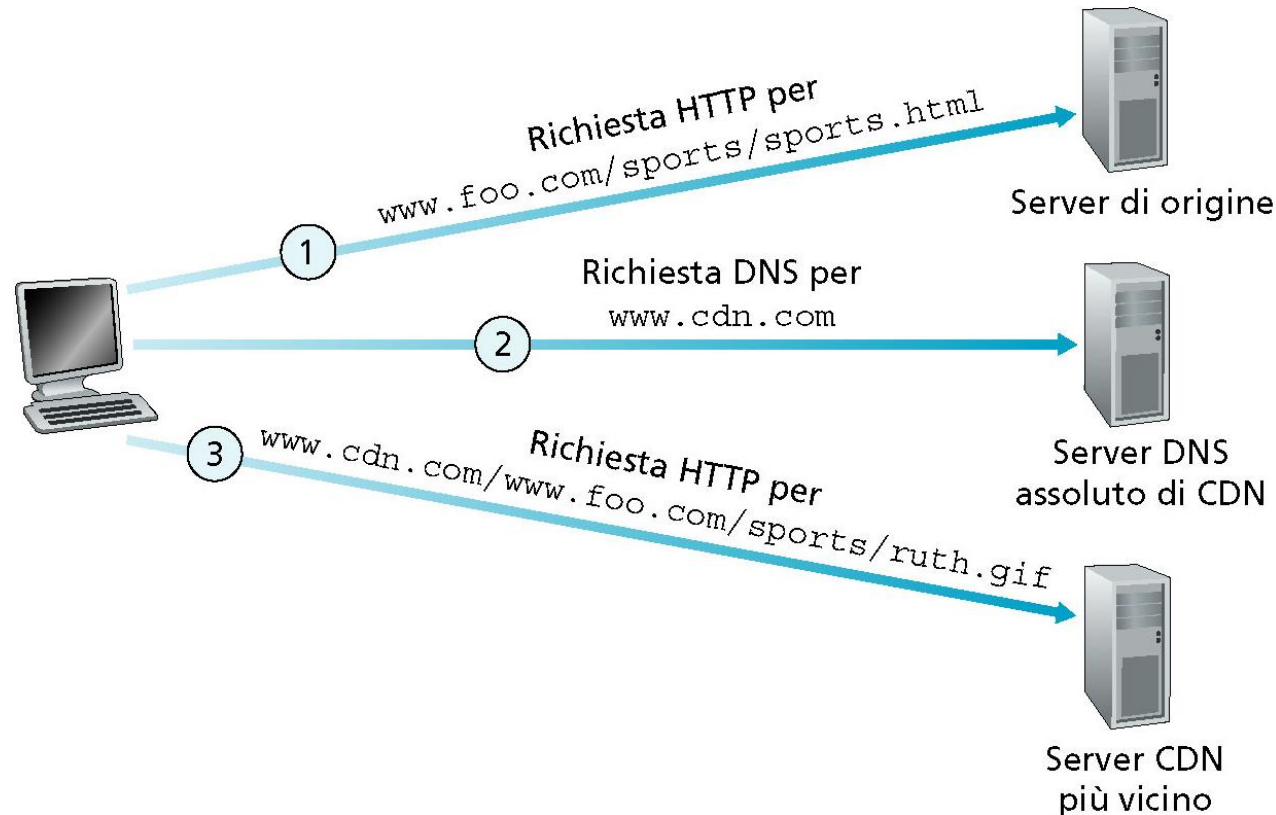 Richiesta HTTP per
www.foo.com/sports/sports.html
1
Server di origine
Richiesta DNS per
www.cdn.com
2
Server DNS
assoluto di CDN
3
Richiesta HTTP per
www.cdn.com/www.foo.com/sports/ruth.gif
Server CDN
più vicino